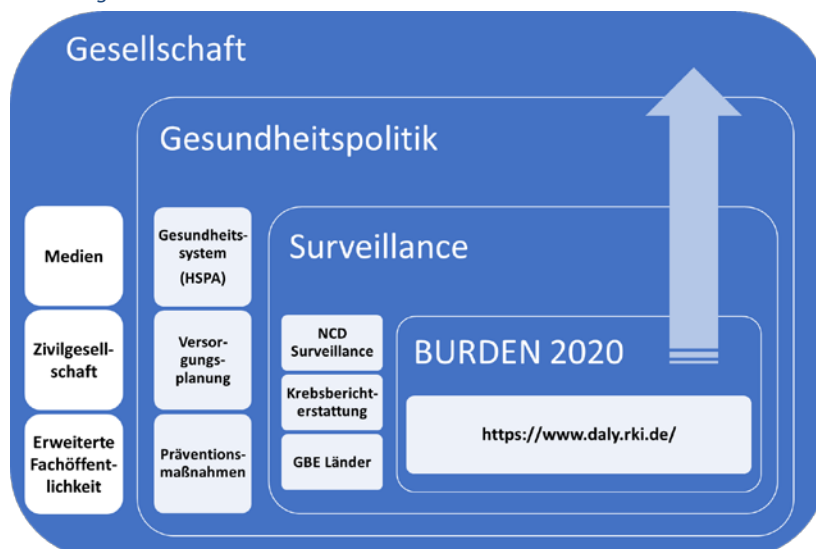 Gesellschaft
Gesundheitspolitik
Surveillance
BURDEN 2020
https://www.daly.rki.de/
Medien
Zivilgesell-
schaft
Erweiterte
Fachöffent-
lichkeit
Gesundheits-
system
(HSPA)
Versor-
gungs-
planung
Präventions-
maßnahmen
NCD
Surveillance
Krebsbericht-
erstattung
GBE Länder